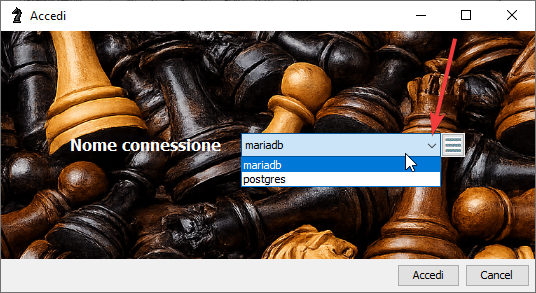 Accedi
Nome connessione
mariadb
mariadb
postgres
Accedi
Cancel